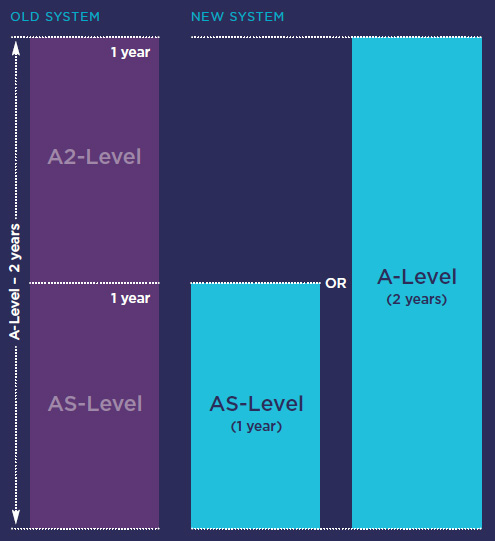 OLD SYSTEM
NEW SYSTEM
1 year
A2-Level
A-Level – 2 years
1 year
AS-Level
OR
A-Level
(2 years)
AS-Level
(1 year)